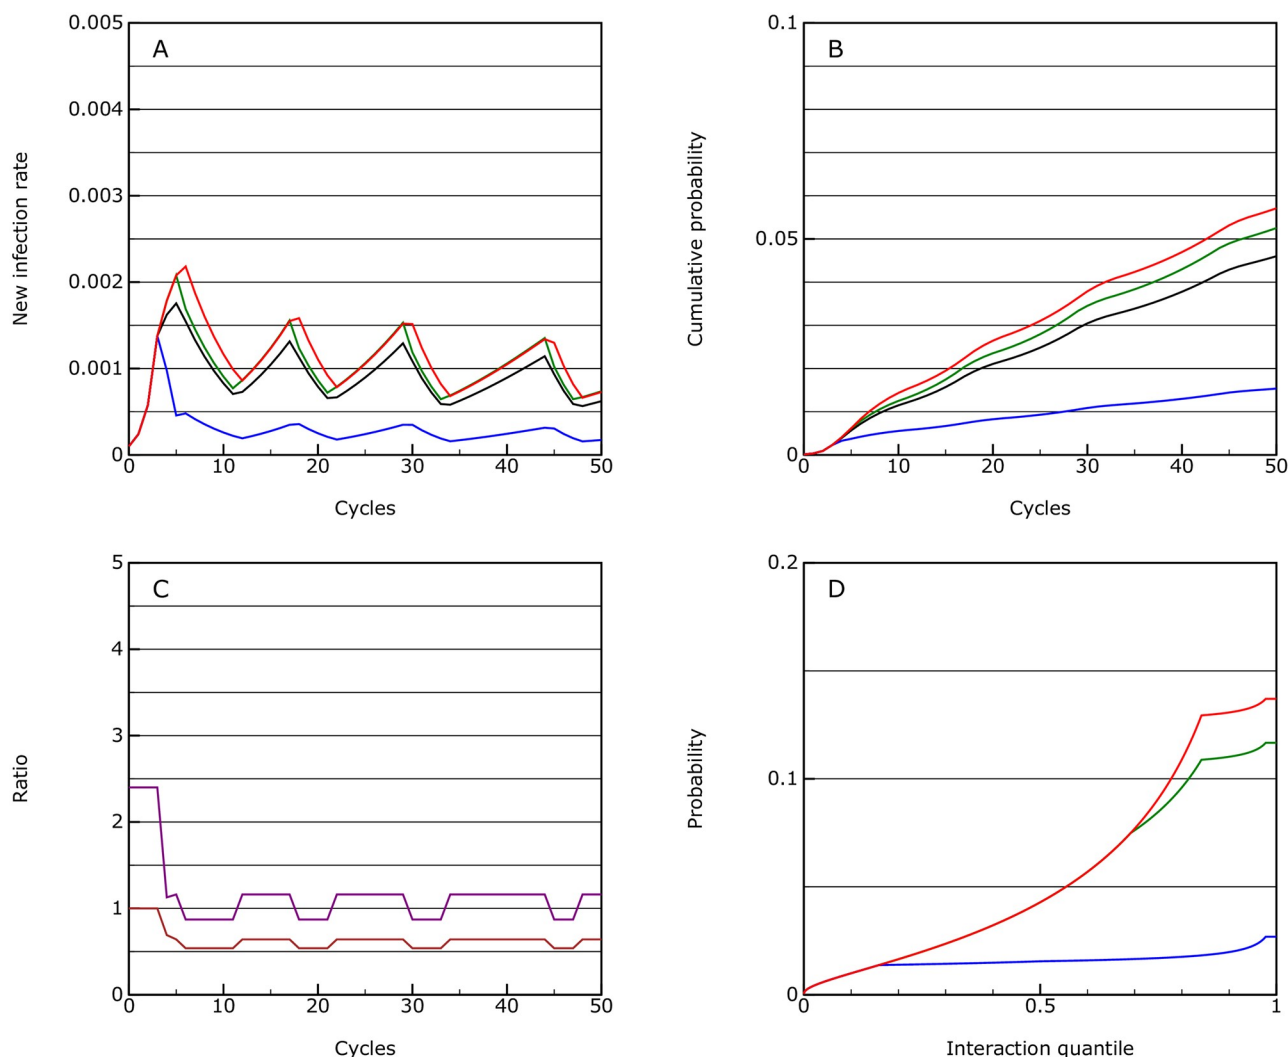 A
New infection rate
0.005
0.004
0.003
0.002
0.001
0
0 10 20 30 40 50
Cycles
B
Cumulative probability
0.1
0.05
0
0 10 20 30 40 50
Cycles
C
Ratio
5
4
3
2
1
0
0 10 20 30 40 50
Cycles
D
Probability
0.2
0.1
0
0 0.5 1
Interaction quantile